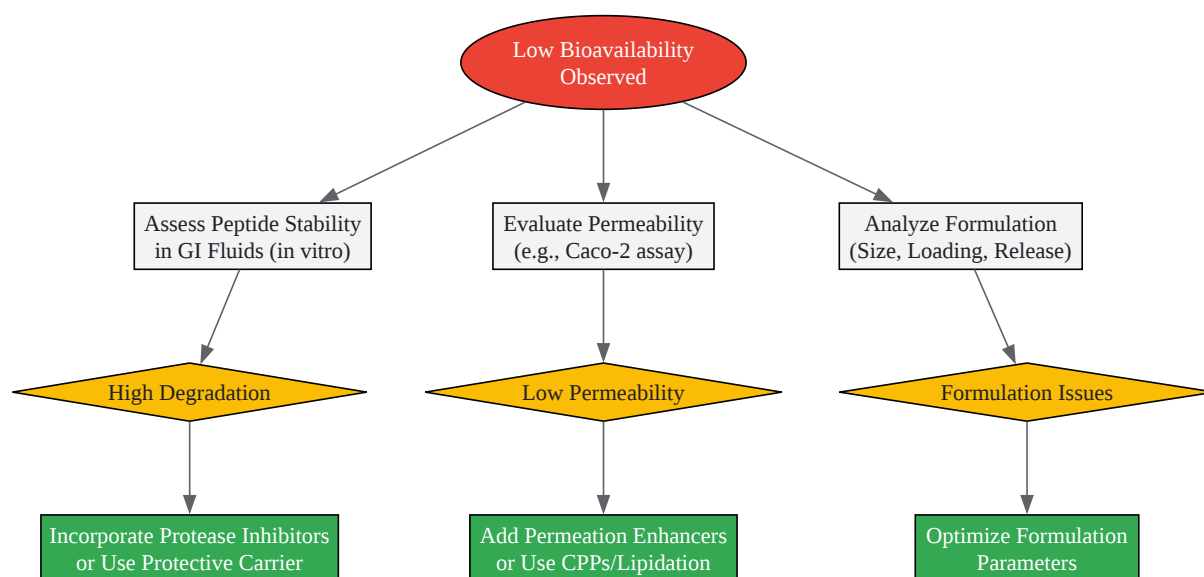 Low Bioavailability
Observed
Assess Peptide Stability
in GI Fluids (in vitro)
Evaluate Permeability
(e.g., Caco-2 assay)
Analyze Formulation
(Size, Loading, Release)
High Degradation
Low Permeability
Formulation Issues
Incorporate Protease Inhibitors
or Use Protective Carrier
Add Permeation Enhancers
or Use CPPs/Lipidation
Optimize Formulation
Parameters